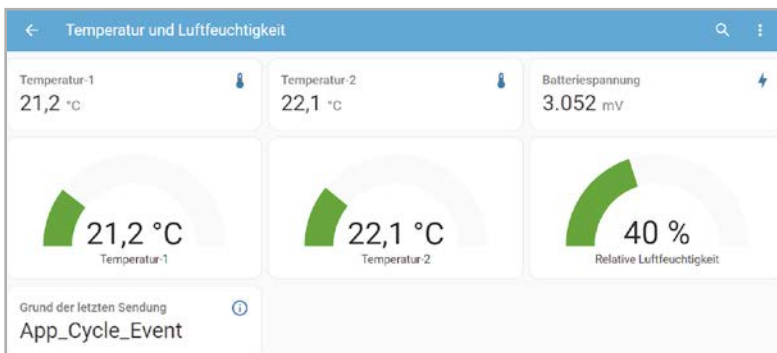 Temperatur und Luftfeuchtigkeit
Temperatur-1
21,2 °C
Temperatur-2
22,1 °C
Batteriespannung
3.052 mV
21,2 °C
Temperatur-1
22,1 °C
Temperatur-2
40 %
Relative Luftfeuchtigkeit
Grund der letzten Sendung
App_Cycle_Event